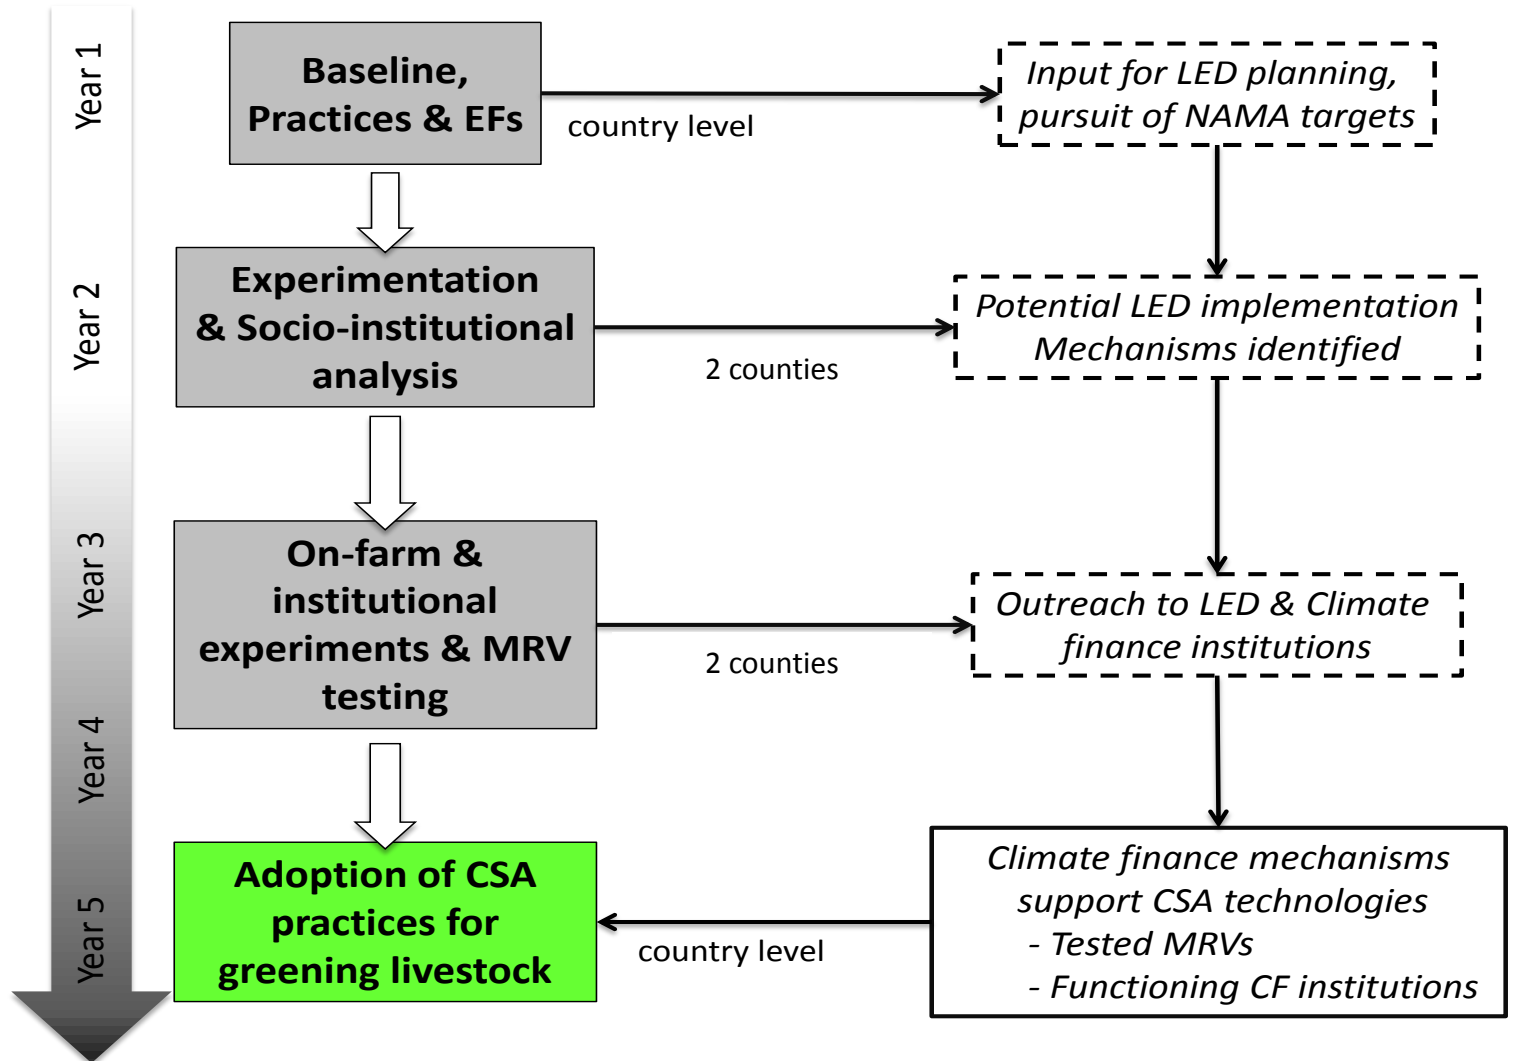 Year 1
Baseline,
Practices & EFs
country level
Input for LED planning,
pursuit of NAMA targets
Year 2
Experimentation
& Socio-institutional
analysis
2 counties
Potential LED implementation
Mechanisms identified
Year 3
On-farm &
institutional
experiments & MRV
testing
2 counties
Outreach to LED & Climate
finance institutions
Year 4
Year 5
Adoption of CSA
practices for
greening livestock
country level
Climate finance mechanisms
support CSA technologies
- Tested MRVs
- Functioning CF institutions